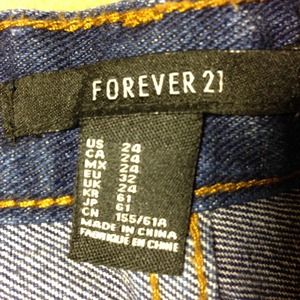 FOREVER 21
US 24
CA 24
MX 24
EU 32
UK 24
KR 61
JP 61
CN 155/61A
MADE IN CHINA
FABRIQUÉ EN CHINE